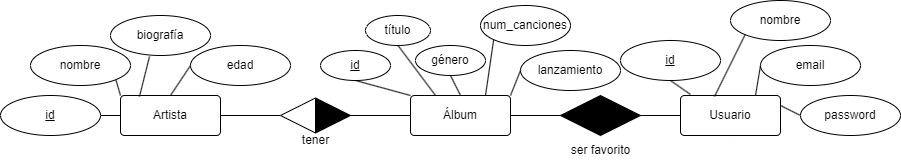 id
nombre
biografía
edad
Artista
tener
id
título
género
num_canciones
lanzamiento
Álbum
ser favorito
id
nombre
email
password
Usuario